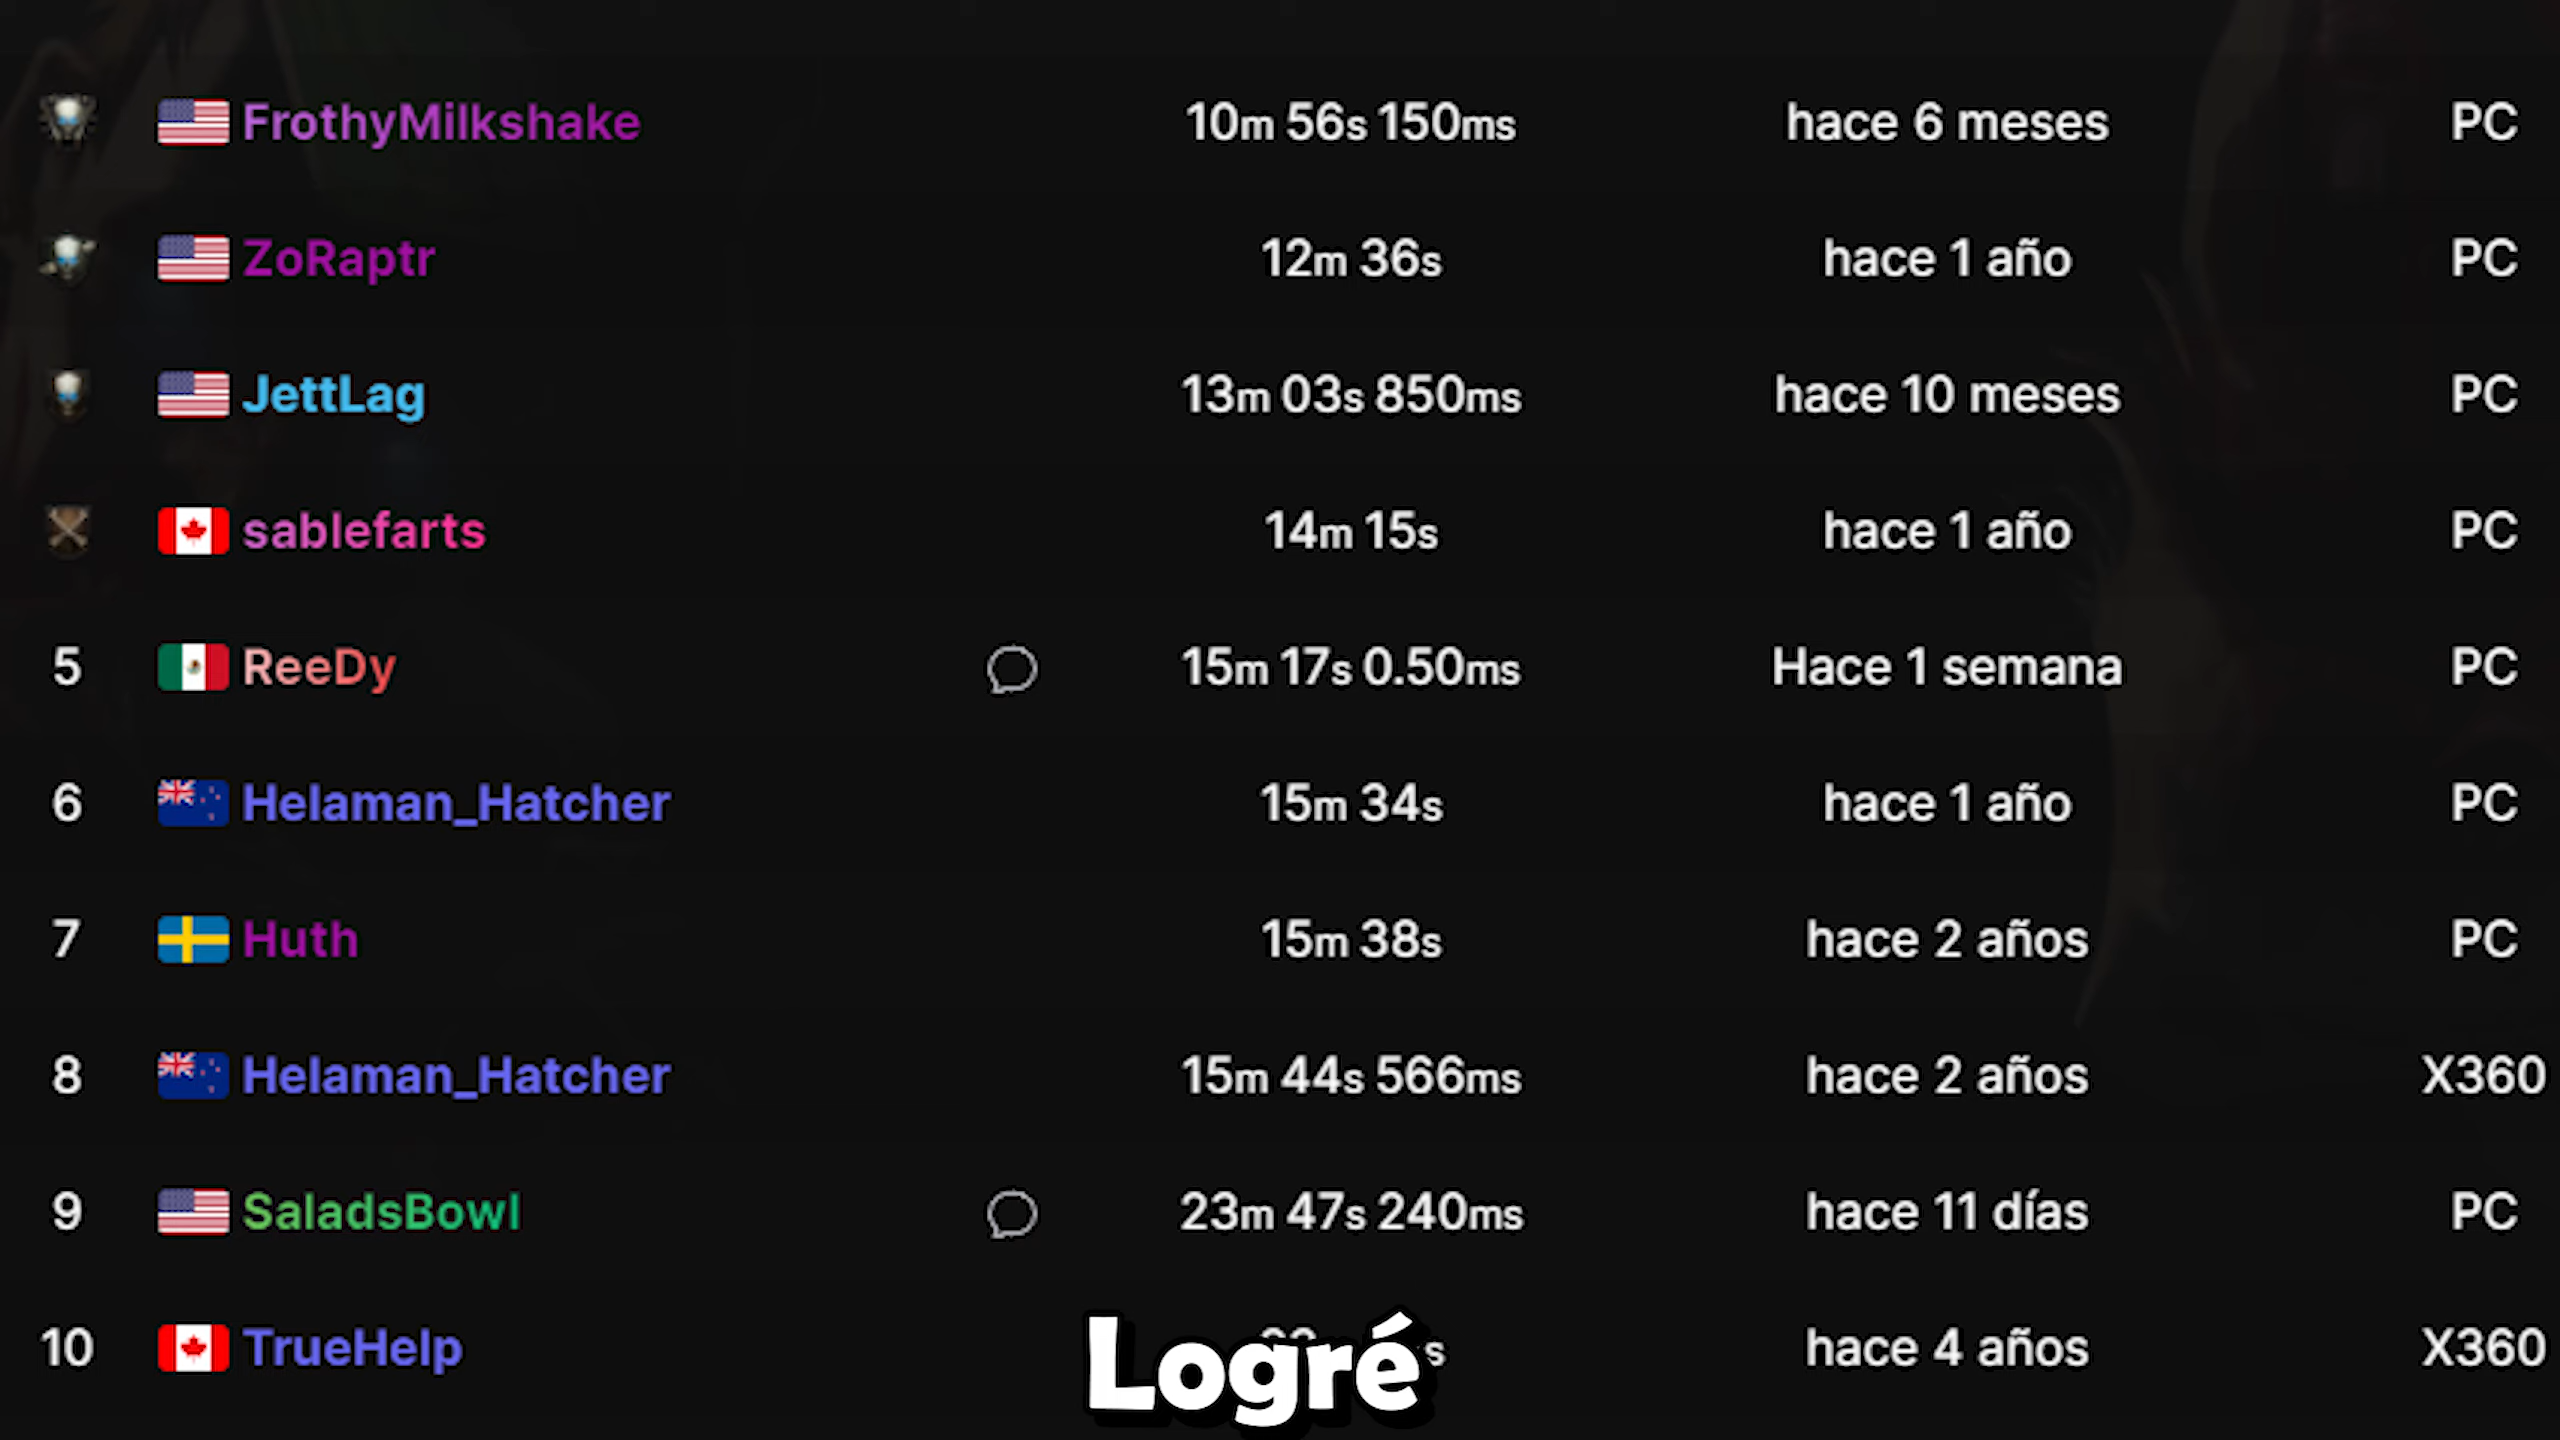 FrothyMilkshake 10m 56s 150ms hace 6 meses PC
ZoRaptr 12m 36s hace 1 año PC
JettLag 13m 03s 850ms hace 10 meses PC
sablefarts 14m 15s hace 1 año PC
5 ReeDy 15m 17s 0.50ms Hace 1 semana PC
6 Helaman_Hatcher 15m 34s hace 1 año PC
7 Huth 15m 38s hace 2 años PC
8 Helaman_Hatcher 15m 44s 566ms hace 2 años X360
9 SaladsBowl 23m 47s 240ms hace 11 días PC
10 TrueHelp hace 4 años X360
Logré